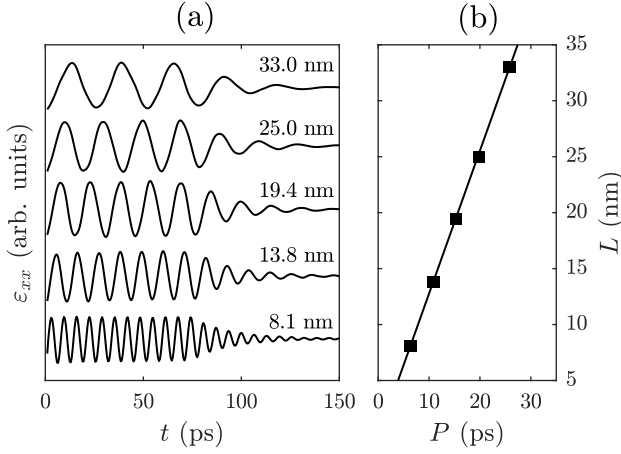 (a)
(b)
33.0 nm
25.0 nm
19.4 nm
13.8 nm
8.1 nm
εxx (arb. units)
0
50
100
150
t (ps)
35
30
25
20
15
10
5
L (nm)
0
10
20
30
P (ps)